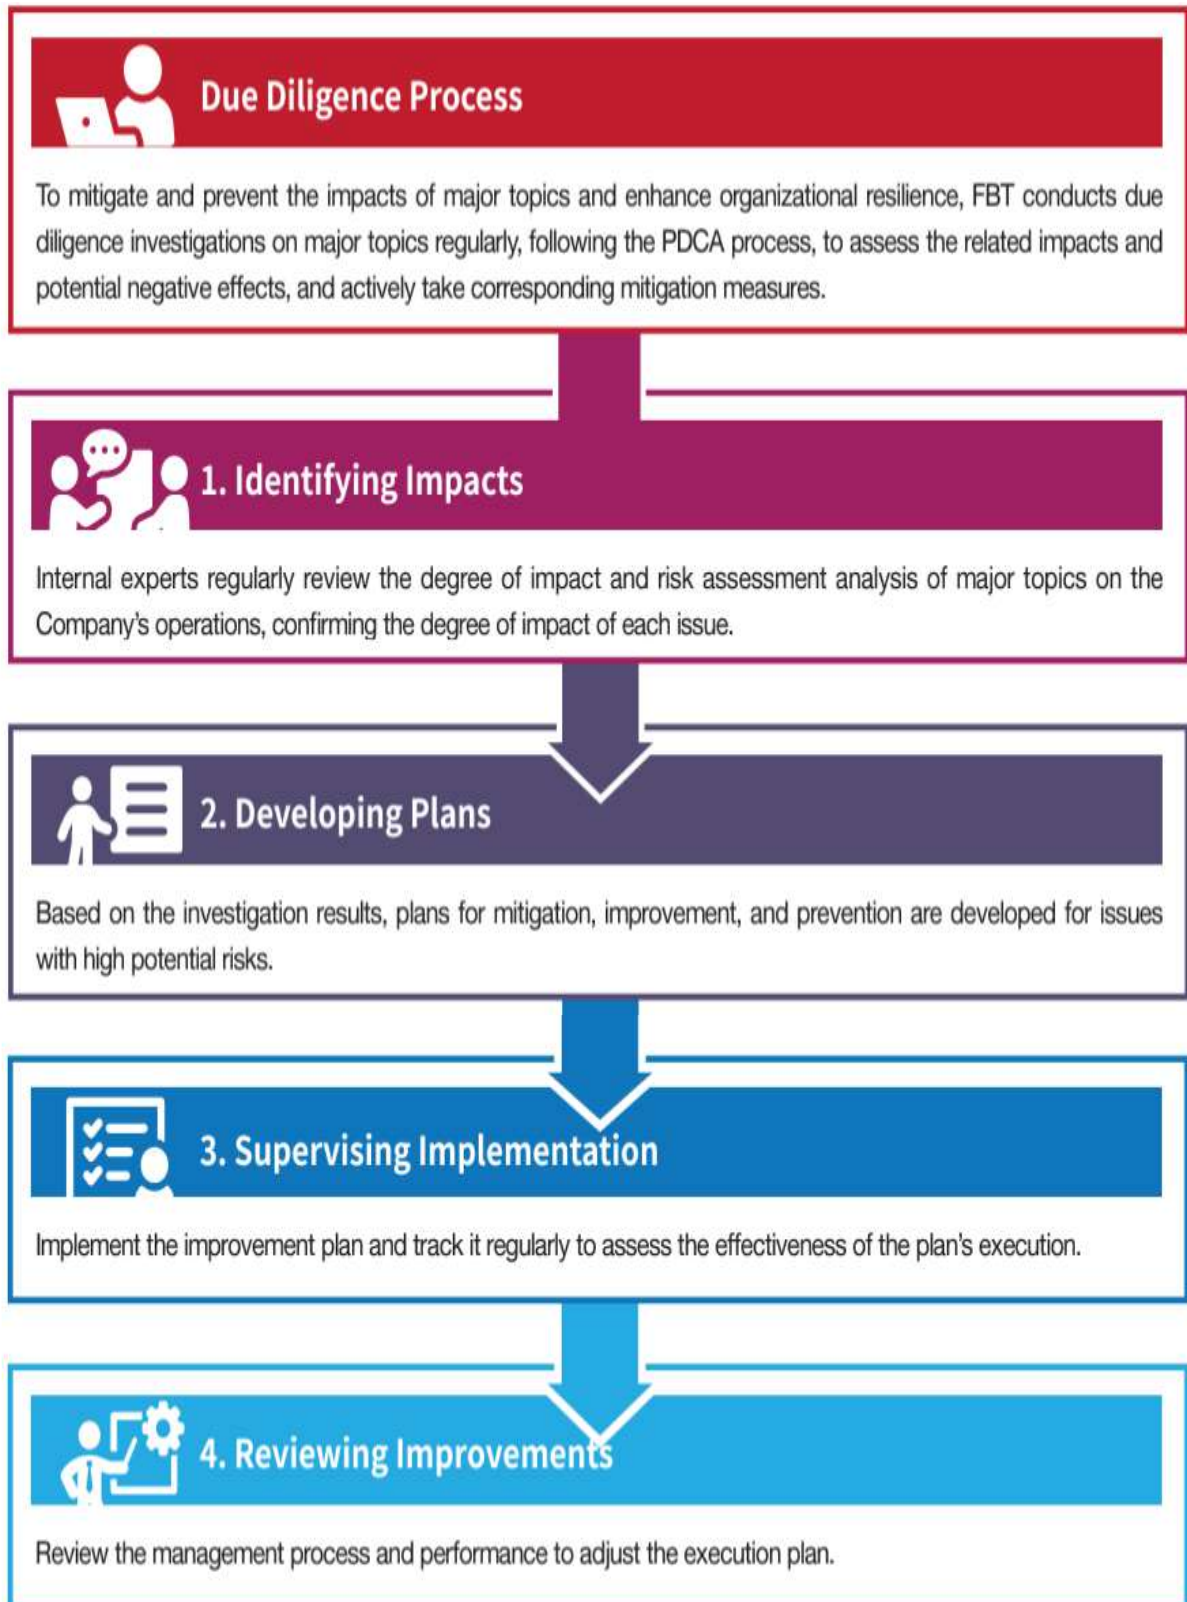 Due Diligence Process
To mitigate and prevent the impacts of major topics and enhance organizational resilience, FBT conducts due
diligence investigations on major topics regularly, following the PDCA process, to assess the related impacts and
potential negative effects, and actively take corresponding mitigation measures.
1. Identifying Impacts
Internal experts regularly review the degree of impact and risk assessment analysis of major topics on the
Company's operations, confirming the degree of impact of each issue.
2. Developing Plans
Based on the investigation results, plans for mitigation, improvement, and prevention are developed for issues
with high potential risks.
3. Supervising Implementation
Implement the improvement plan and track it regularly to assess the effectiveness of the plan's execution.
4. Reviewing Improvements
Review the management process and performance to adjust the execution plan.